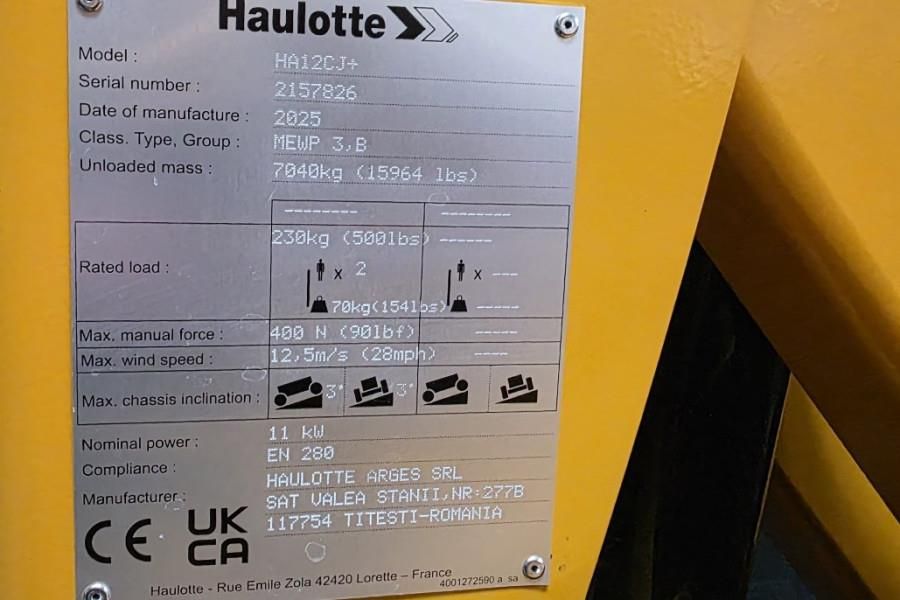 Haulotte
Model : HA12CJ+
Serial number : 2157826
Date of manufacture : 2025
Class. Type, Group : MEWP 3,B
Unloaded mass : 7040kg (15964 lbs)
-------- --------
Rated load : 230kg (500lbs) ------
x 2 x ---
70kg(154lbs) -----
Max. manual force : 400 N (90lbf) -----
Max. wind speed : 12,5m/s (28mph) ----
Max. chassis inclination : 3° 3°
Nominal power : 11 kW
Compliance : EN 280
HAULOTTE ARGES SRL
Manufacturer : SAT VALEA STANII,NR:277B
117754 TITESTI-ROMANIA
CE UK CA
Haulotte - Rue Emile Zola 42420 Lorette – France
4001272590 a sa